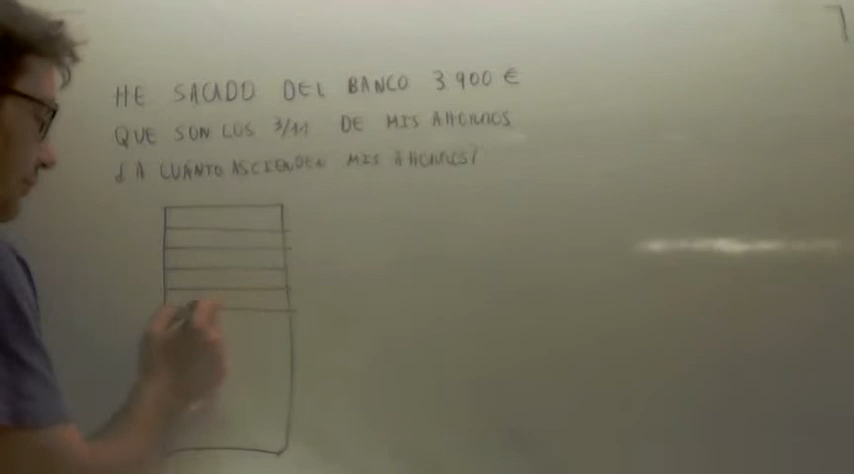 HE SACADO DEL BANCO 3.900 €
QUE SON LOS 3/11 DE MIS AHORROS
¿A CUÁNTO ASCIENDEN MIS AHORROS?